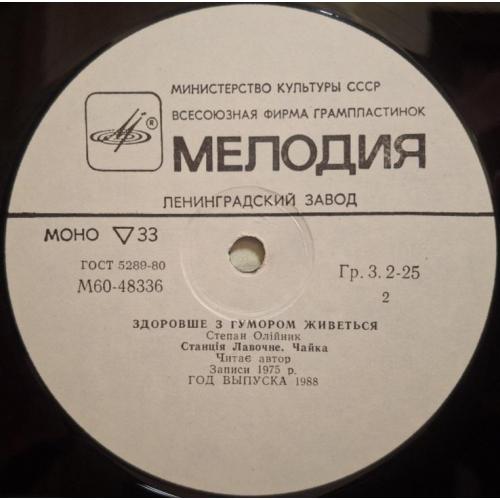 МИНИСТЕРСТВО КУЛЬТУРЫ СССР
ВСЕСОЮЗНАЯ ФИРМА ГРАМПЛАСТИНОК
®
МЕЛОДИЯ
ЛЕНИНГРАДСКИЙ ЗАВОД
МОНО ▽ 33
ГОСТ 5289-80
М60-48336
Гр. 3. 2-25
2
ЗДОРОВШЕ З ГУМОРОМ ЖИВЕТЬСЯ
Степан Олійник
Станція Лавочне. Чайка
Читає автор
Записи 1975 р.
ГОД ВЫПУСКА 1988